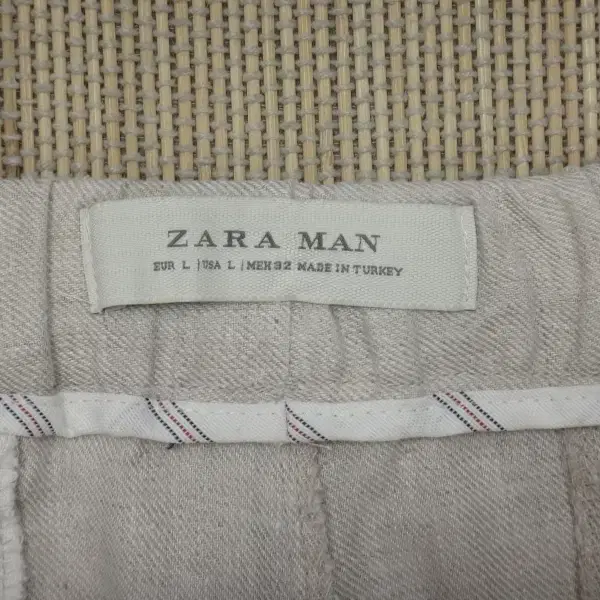 ZARA MAN
EUR L | USA L | MEX 32 MADE IN TURKEY